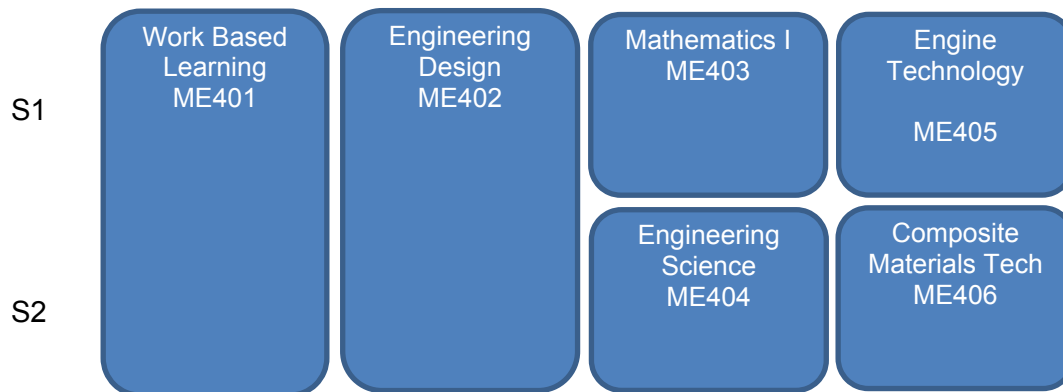 Work Based
Learning
ME401
Engineering
Design
ME402
Mathematics I
ME403
Engine
Technology
ME405
S1
Engineering
Science
ME404
Composite
Materials Tech
ME406
S2